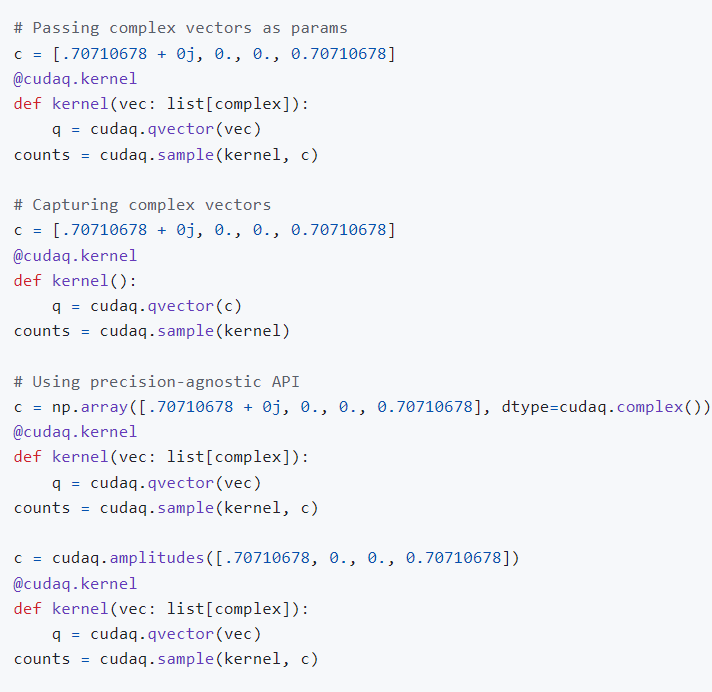 # Passing complex vectors as params
c = [.70710678 + 0j, 0., 0., 0.70710678]
@cudaq.kernel
def kernel(vec: list[complex]):
    q = cudaq.qvector(vec)
counts = cudaq.sample(kernel, c)

# Capturing complex vectors
c = [.70710678 + 0j, 0., 0., 0.70710678]
@cudaq.kernel
def kernel():
    q = cudaq.qvector(c)
counts = cudaq.sample(kernel)

# Using precision-agnostic API
c = np.array([.70710678 + 0j, 0., 0., 0.70710678], dtype=cudaq.complex())
@cudaq.kernel
def kernel(vec: list[complex]):
    q = cudaq.qvector(vec)
counts = cudaq.sample(kernel, c)

c = cudaq.amplitudes([.70710678, 0., 0., 0.70710678])
@cudaq.kernel
def kernel(vec: list[complex]):
    q = cudaq.qvector(vec)
counts = cudaq.sample(kernel, c)